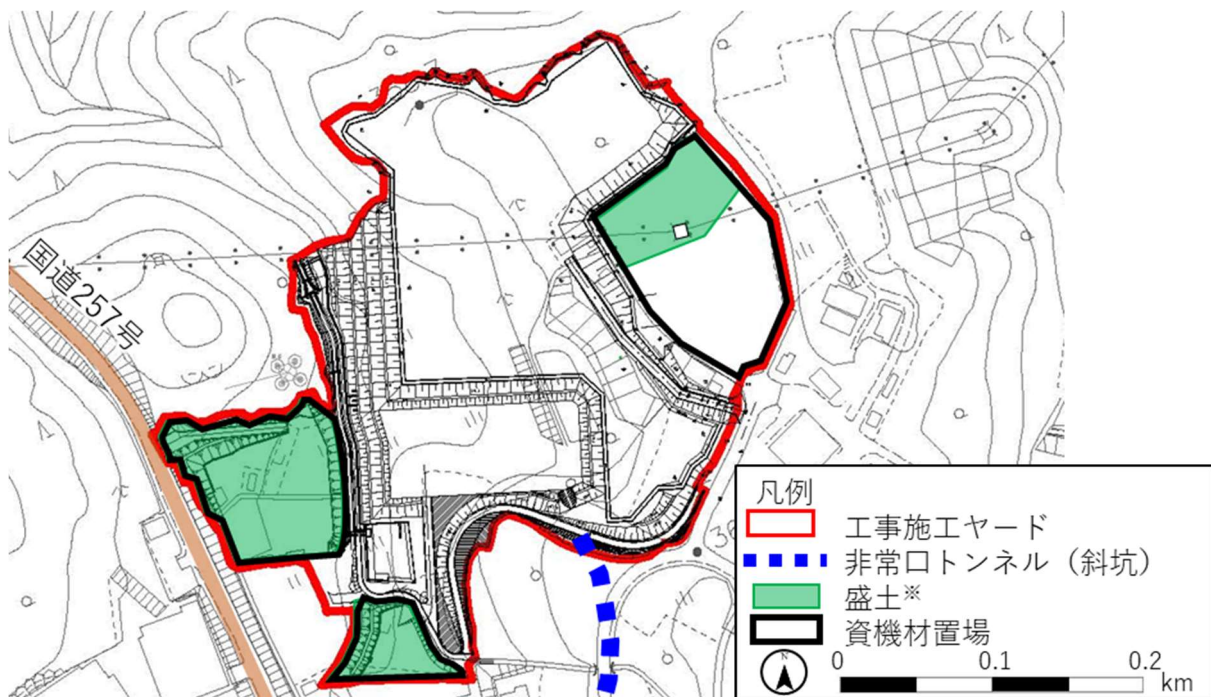 国道257号
凡例
工事施工ヤード
非常口トンネル（斜坑）
盛土※
資機材置場
N
0 0.1 0.2
km